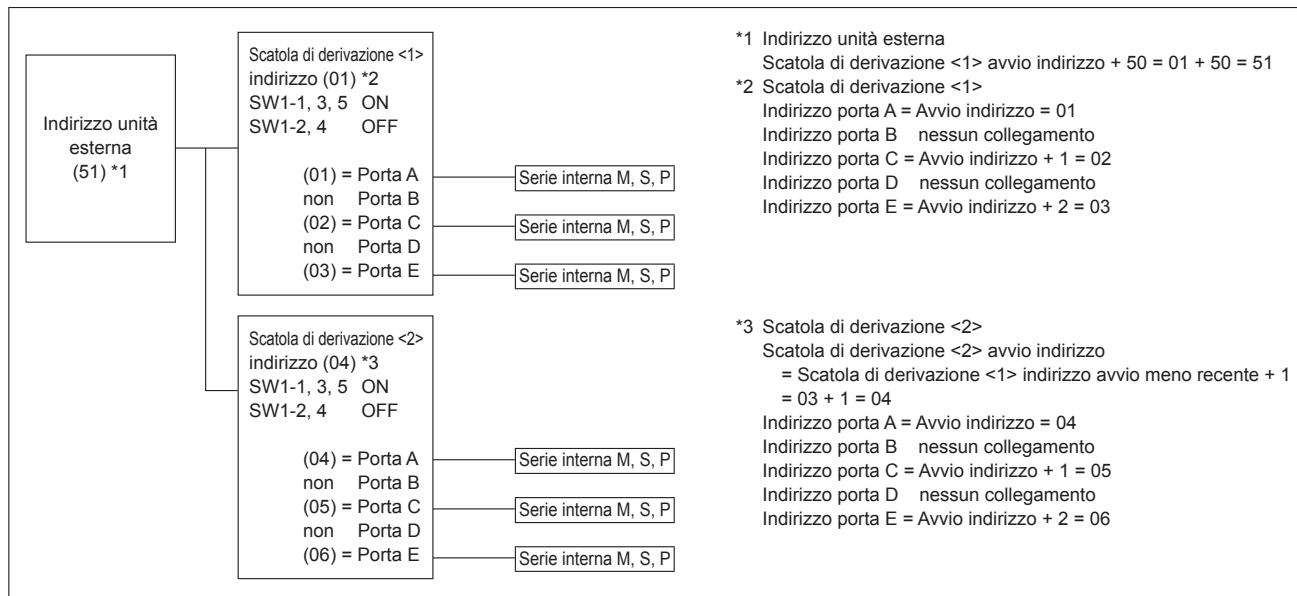 Indirizzo unità
esterna
(51) *1
Scatola di derivazione <1>
indirizzo (01) *2
SW1-1, 3, 5 ON
SW1-2, 4 OFF
(01) = Porta A
non Porta B
(02) = Porta C
non Porta D
(03) = Porta E
Serie interna M, S, P
Serie interna M, S, P
Serie interna M, S, P
Scatola di derivazione <2>
indirizzo (04) *3
SW1-1, 3, 5 ON
SW1-2, 4 OFF
(04) = Porta A
non Porta B
(05) = Porta C
non Porta D
(06) = Porta E
Serie interna M, S, P
Serie interna M, S, P
Serie interna M, S, P
*1 Indirizzo unità esterna
Scatola di derivazione <1> avvio indirizzo + 50 = 01 + 50 = 51
*2 Scatola di derivazione <1>
Indirizzo porta A = Avvio indirizzo = 01
Indirizzo porta B nessun collegamento
Indirizzo porta C = Avvio indirizzo + 1 = 02
Indirizzo porta D nessun collegamento
Indirizzo porta E = Avvio indirizzo + 2 = 03
*3 Scatola di derivazione <2>
Scatola di derivazione <2> avvio indirizzo
= Scatola di derivazione <1> indirizzo avvio meno recente + 1
= 03 + 1 = 04
Indirizzo porta A = Avvio indirizzo = 04
Indirizzo porta B nessun collegamento
Indirizzo porta C = Avvio indirizzo + 1 = 05
Indirizzo porta D nessun collegamento
Indirizzo porta E = Avvio indirizzo + 2 = 06